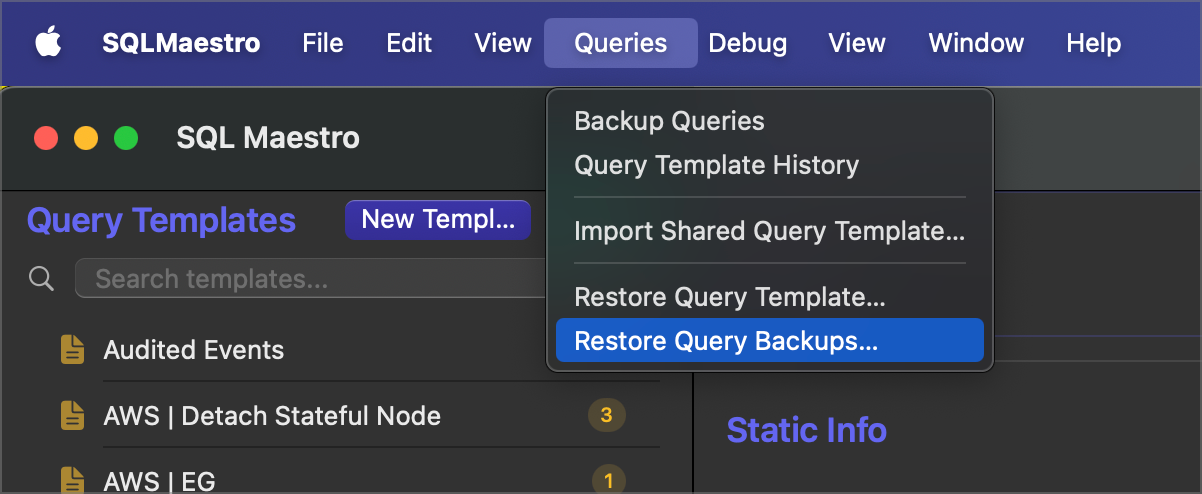 SQLMaestro File Edit View Queries Debug View Window Help
SQL Maestro
Backup Queries
Query Template History
Import Shared Query Template...
Restore Query Template...
Restore Query Backups...
Query Templates
New Templ...
Search templates...
Audited Events
AWS | Detach Stateful Node 3
AWS | EG 1
Static Info